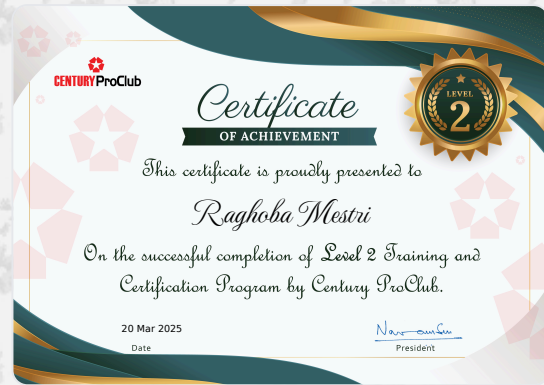 CENTURY ProClub
LEVEL
2
Certificate
OF ACHIEVEMENT
This certificate is proudly presented to
Raghoba Mestri
On the successful completion of Level 2 Training and
Certification Program by Century ProClub.
20 Mar 2025
Date
President